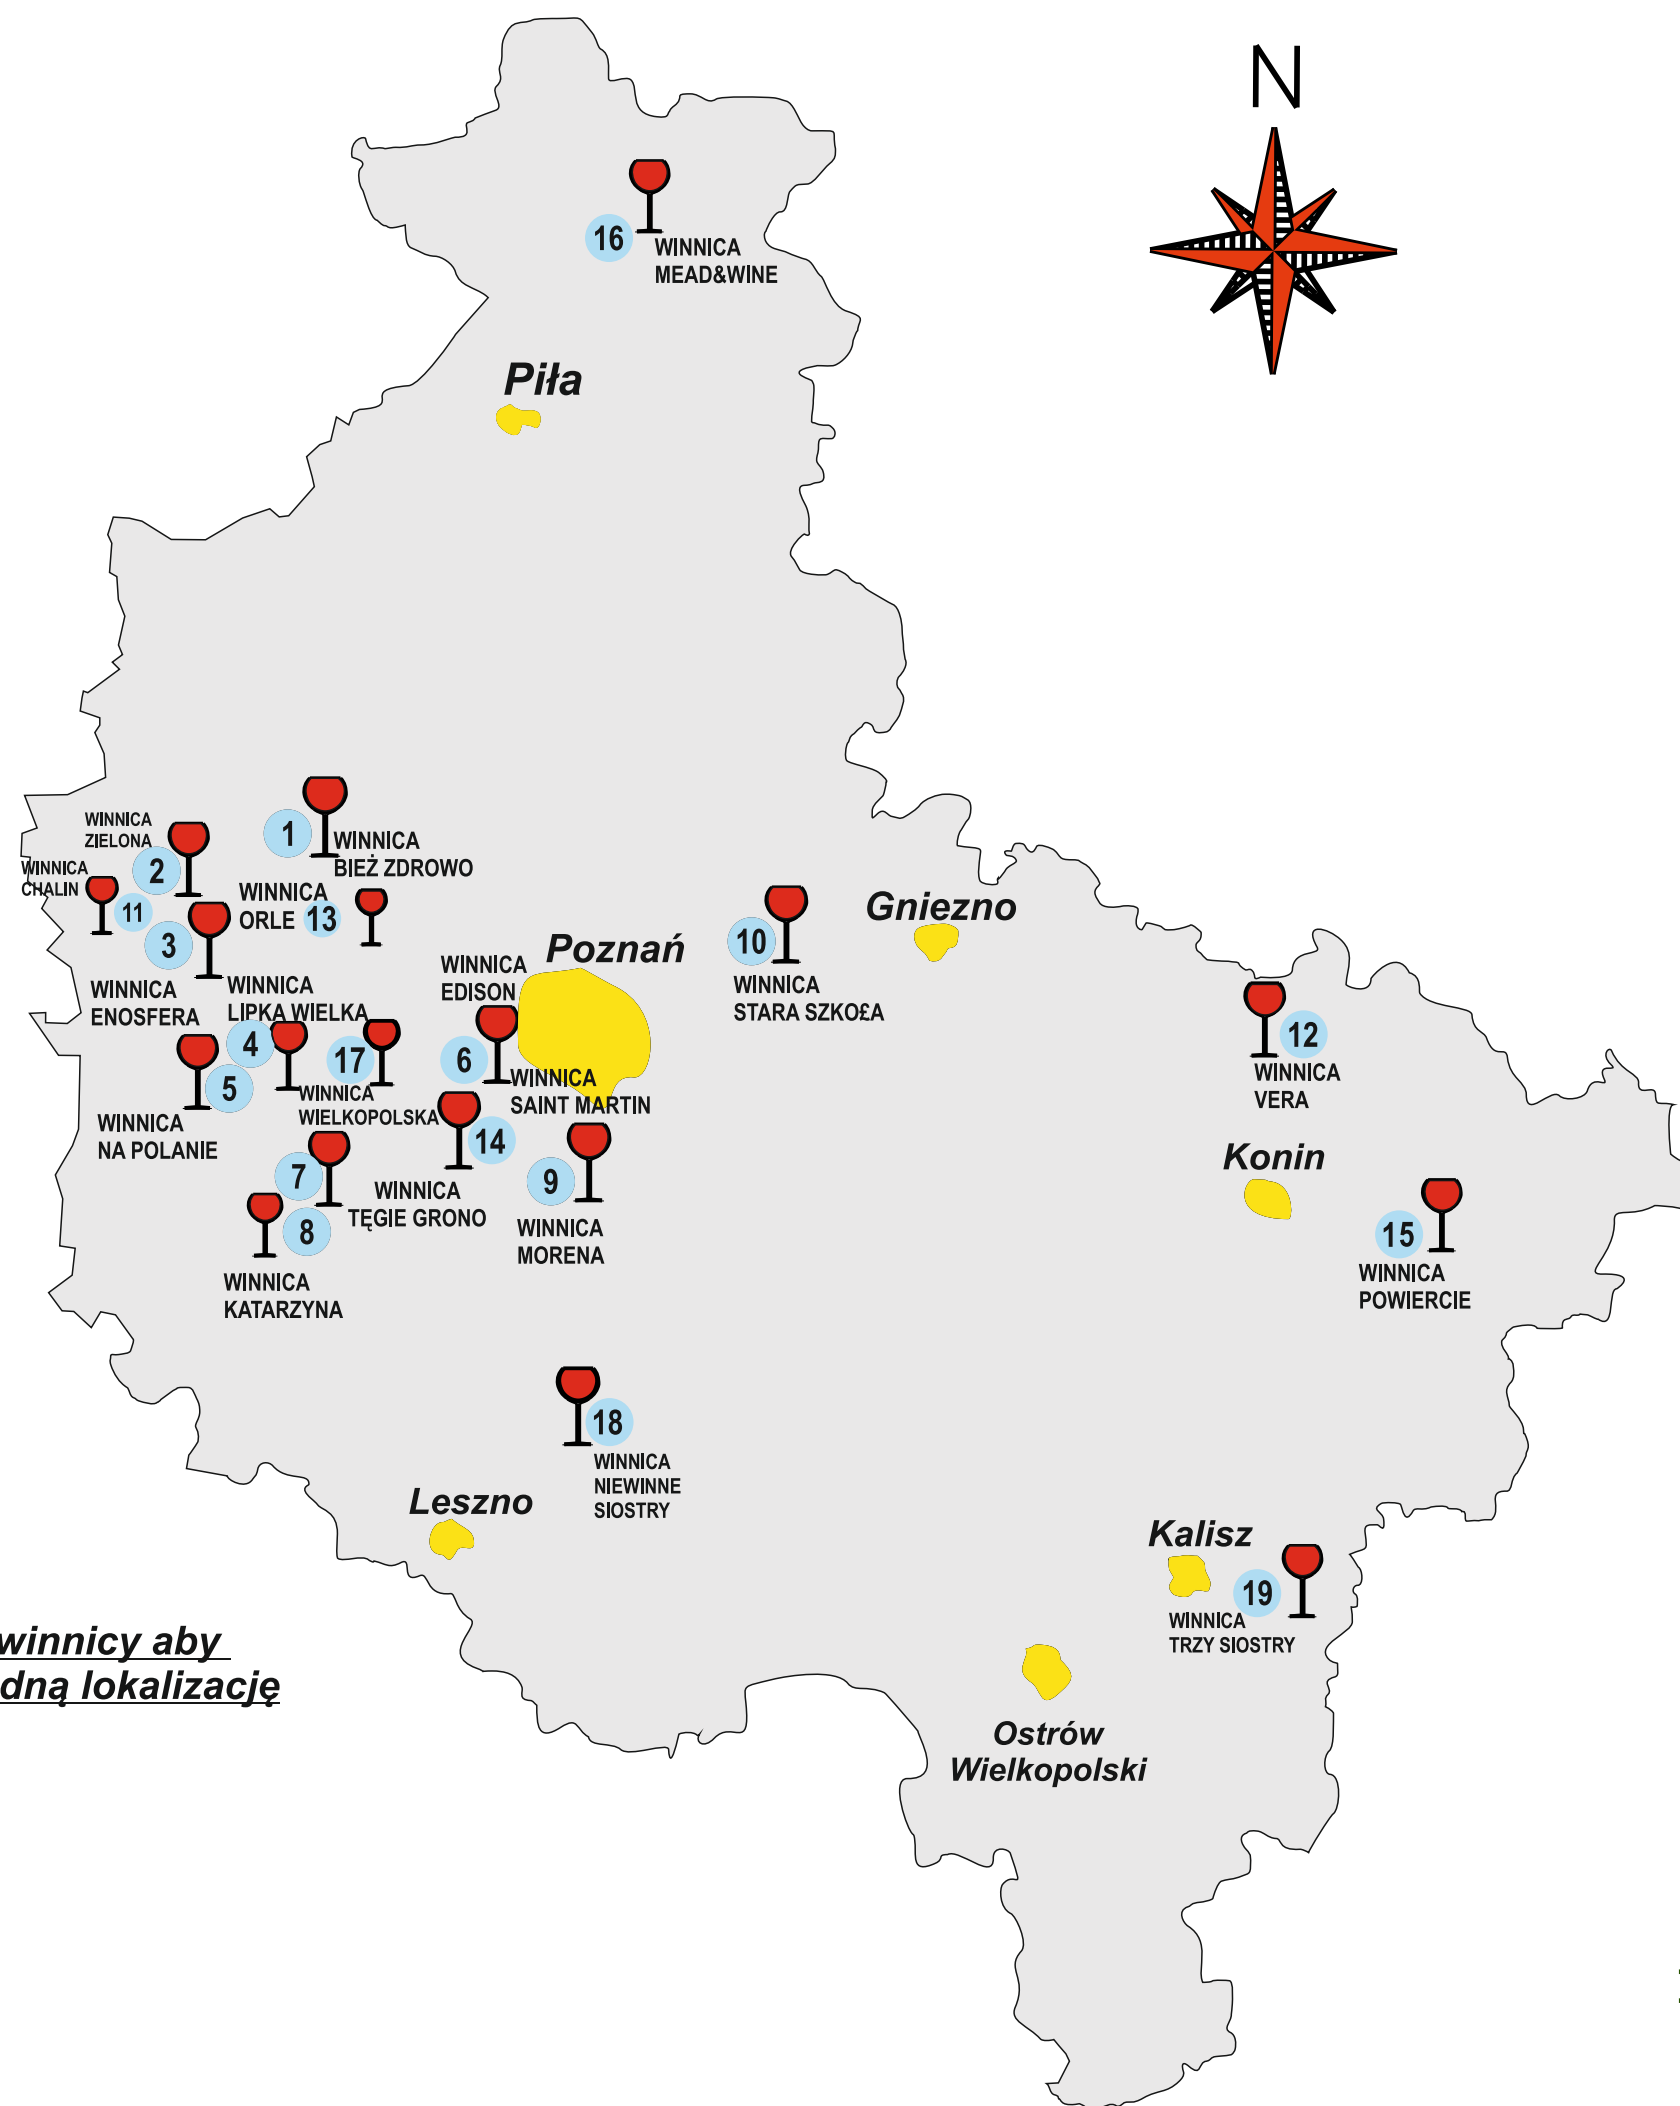 N
16
WINNICA
MEAD&WINE
Piła
WINNICA
ZIELONA
2
1
WINNICA
BIEŻ ZDROWO
WINNICA
CHALIN
11
WINNICA
ORLE 13
3
WINNICA
ENOSFERA
WINNICA
LIPKA WIELKA
Poznań
WINNICA
EDISON
10
WINNICA
STARA SZKO£A
Gniezno
12
WINNICA
VERA
4
17
6
5
WINNICA
NA POLANIE
WINNICA
WIELKOPOLSKA
WINNICA
SAINT MARTIN
14
7
8
WINNICA
TĘGIE GRONO
9
WINNICA
MORENA
WINNICA
KATARZYNA
Konin
15
WINNICA
POWIERCIE
18
WINNICA
NIEWINNE
SIOSTRY
Leszno
Kalisz
19
WINNICA
TRZY SIOSTRY
winnicy aby
dną lokalizację
Ostrów
Wielkopolski